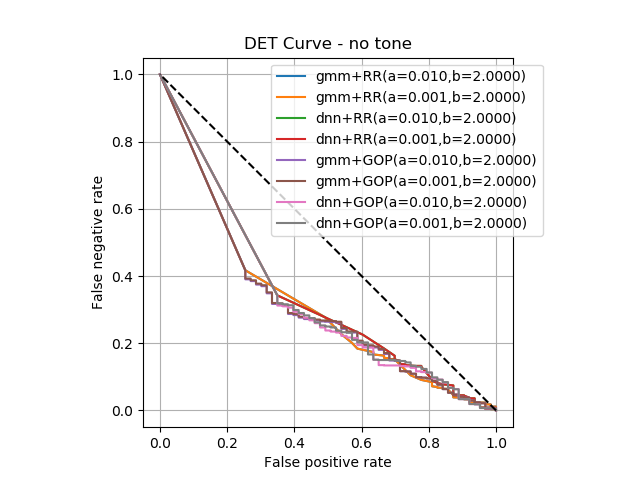 DET Curve - no tone
gmm+RR(a=0.010,b=2.0000)
gmm+RR(a=0.001,b=2.0000)
dnn+RR(a=0.010,b=2.0000)
dnn+RR(a=0.001,b=2.0000)
gmm+GOP(a=0.010,b=2.0000)
gmm+GOP(a=0.001,b=2.0000)
dnn+GOP(a=0.010,b=2.0000)
dnn+GOP(a=0.001,b=2.0000)
False negative rate
1.0
0.8
0.6
0.4
0.2
0.0
0.0 0.2 0.4 0.6 0.8 1.0
False positive rate